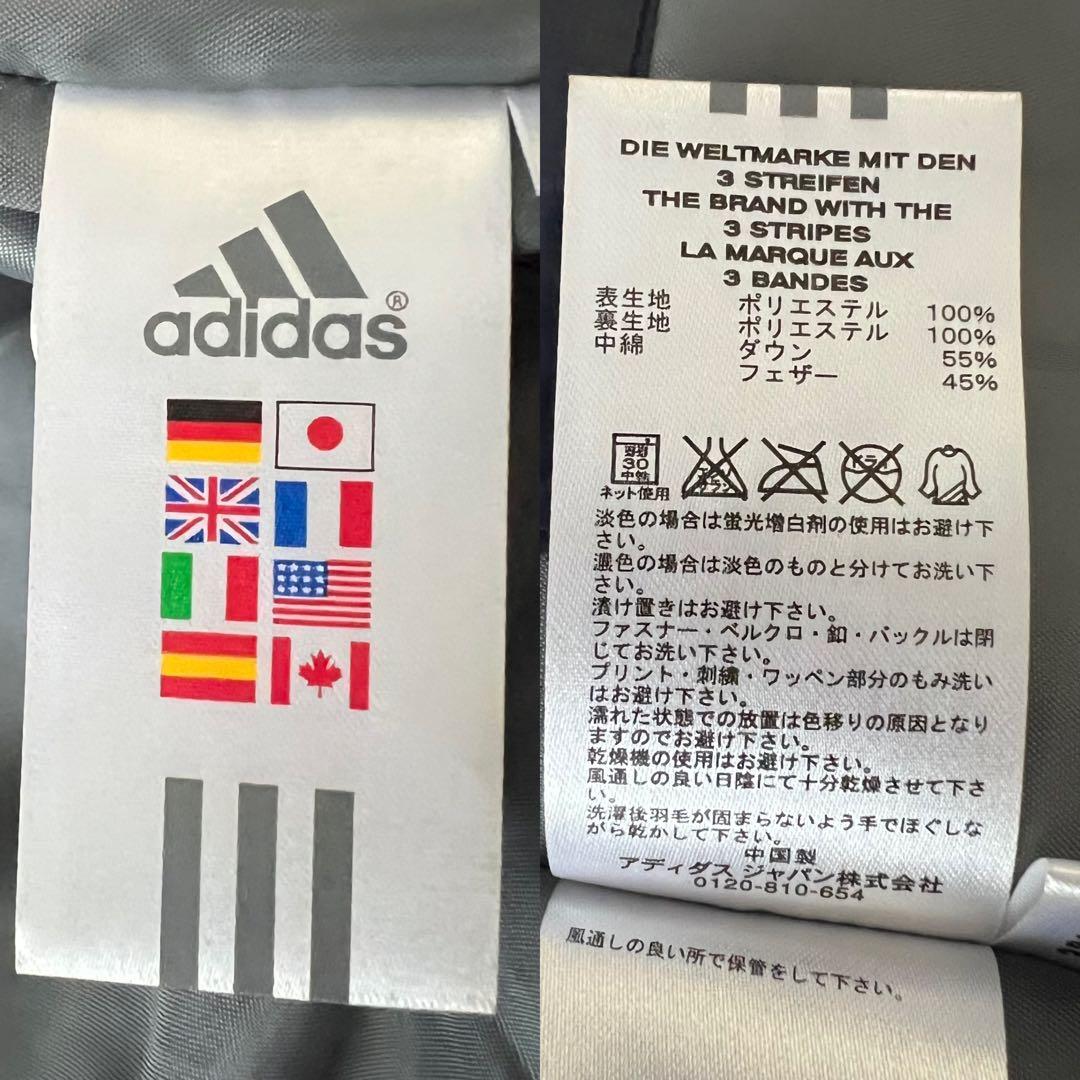 adidas®
DIE WELTMARKE MIT DEN
3 STREIFEN
THE BRAND WITH THE
3 STRIPES
LA MARQUE AUX
3 BANDES
表生地 ポリエステル 100%
裏生地 ポリエステル 100%
中綿 ダウン 55%
フェザー 45%
弱
30
中性
ネット使用
ドライ
淡色の場合は蛍光増白剤の使用はお避け下
さい。
濃色の場合は淡色のものと分けてお洗い下
さい。
漬け置きはお避け下さい。
ファスナー・ベルクロ・釦・バックルは閉
じてお洗い下さい。
プリント・刺繍・ワッペン部分のもみ洗い
はお避け下さい。
濡れた状態での放置は色移りの原因となり
ますのでお避け下さい。
乾燥機の使用はお避け下さい。
風通しの良い日陰にて十分乾燥させて下さ
い。
洗濯後羽毛が固まらないよう手でほぐしな
がら乾かして下さい。
中国製
アディダス ジャパン株式会社
0120-810-654
風通しの良い所で保管をして下さい。